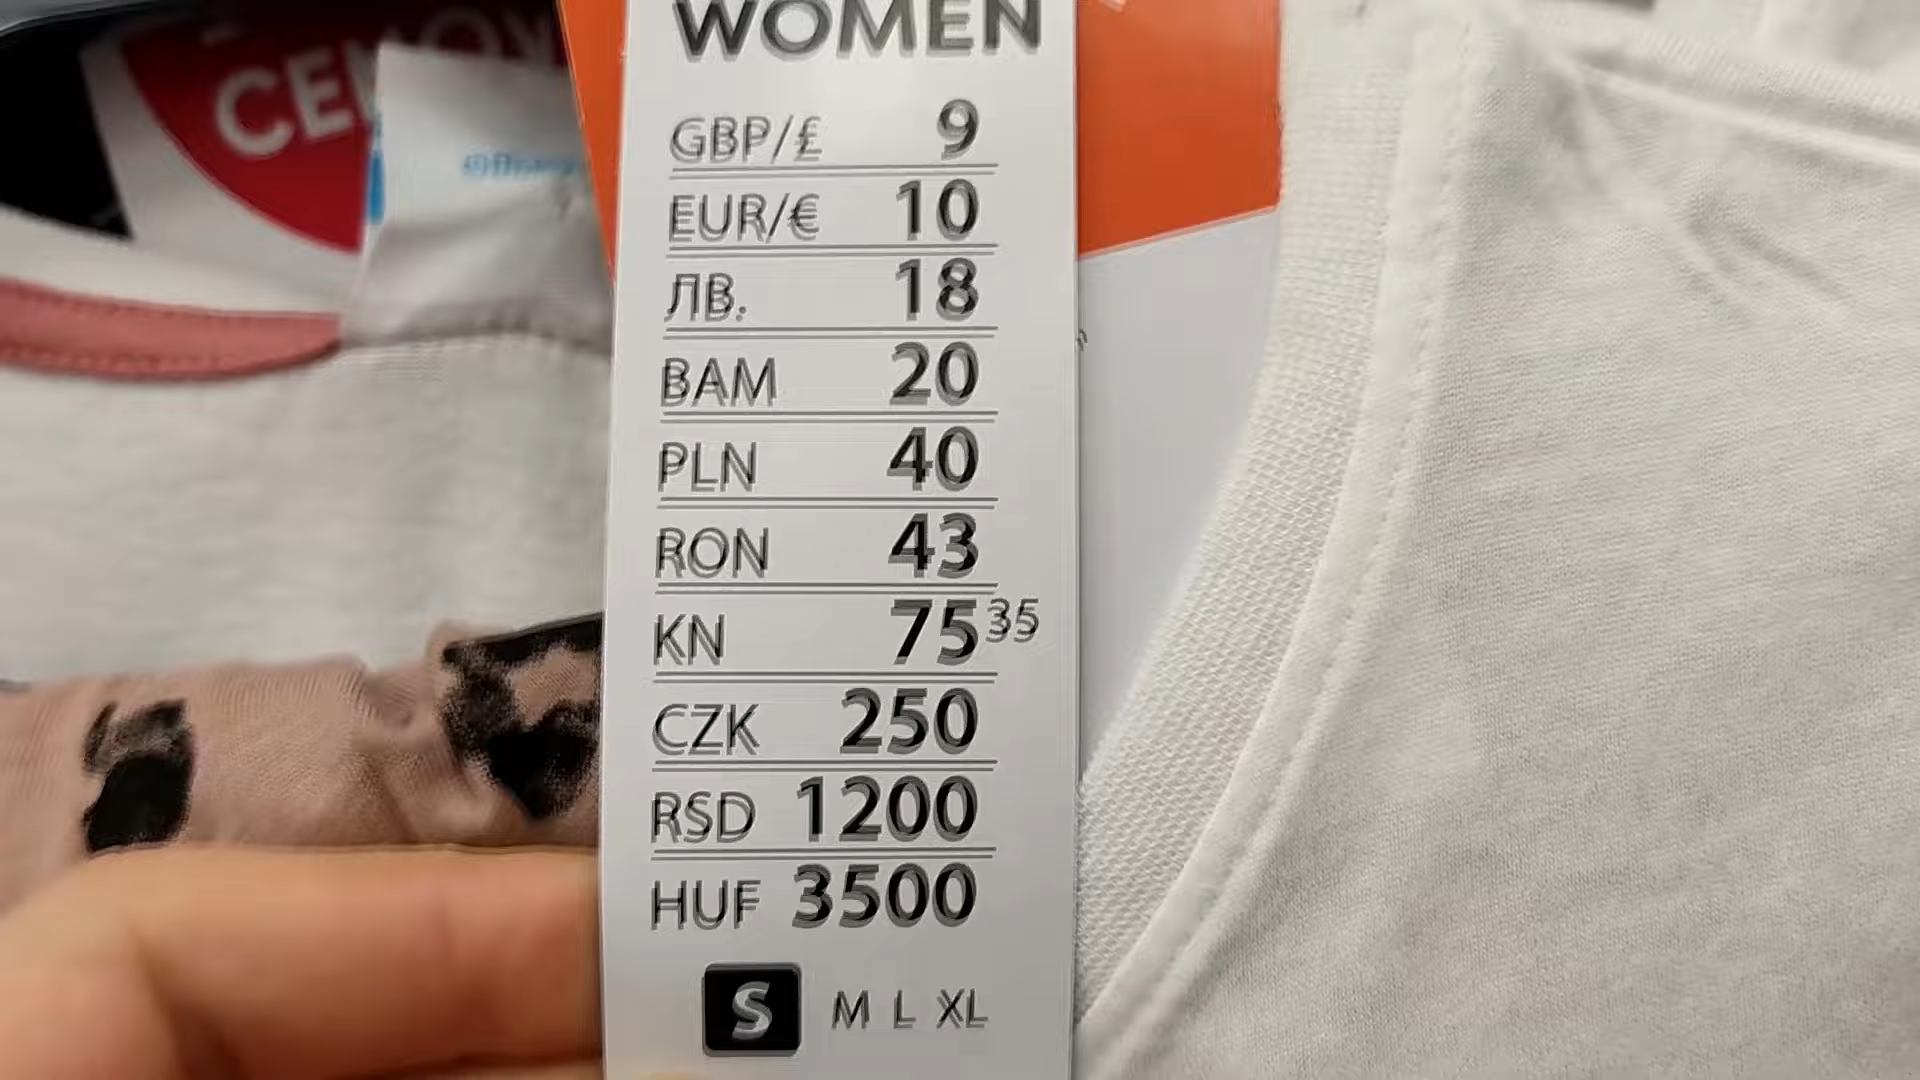 WOMEN
GBP/£ 9
EUR/€ 10
ЛВ. 18
BAM 20
PLN 40
RON 43
KN 75 35
CZK 250
RSD 1200
HUF 3500
S M L XL